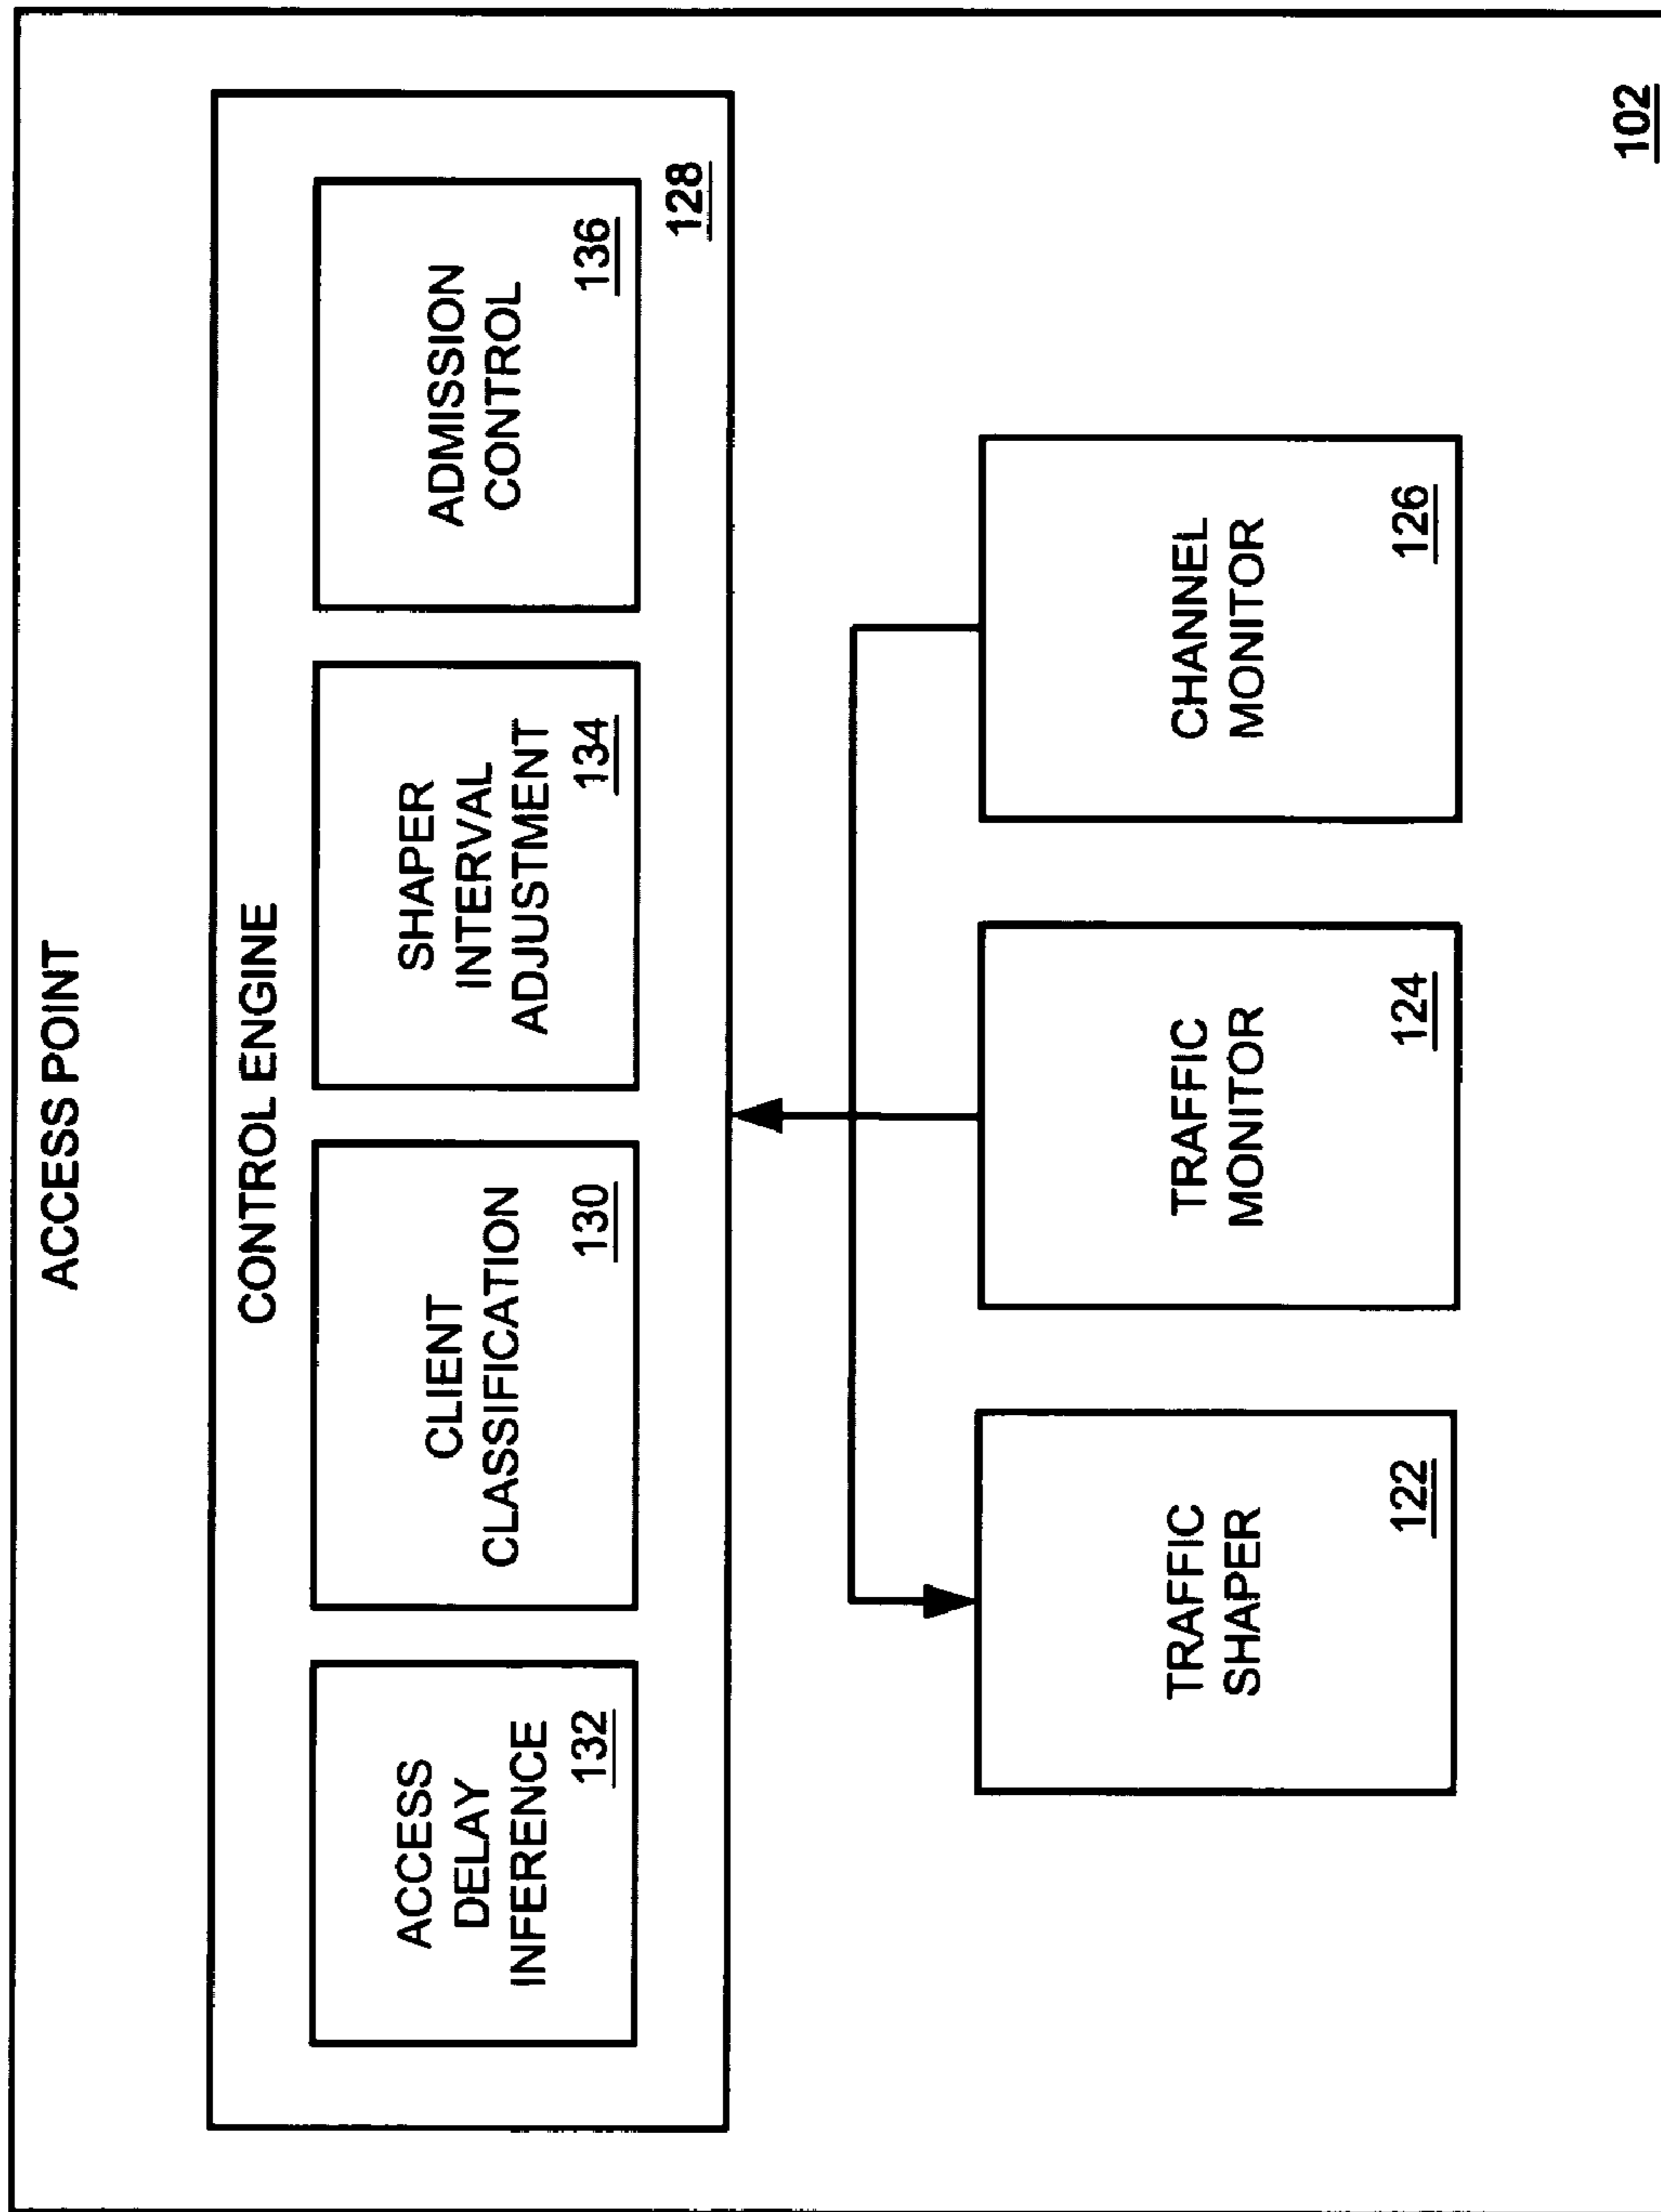 ACCESS POINT
CONTROL ENGINE
ACCESS
DELAY
INFERENCE
132
CLIENT
CLASSIFICATION
130
SHAPER
INTERVAL
ADJUSTMENT
134
ADMISSION
CONTROL
136
128
TRAFFIC
SHAPER
122
TRAFFIC
MONITOR
124
CHANNEL
MONITOR
126
102